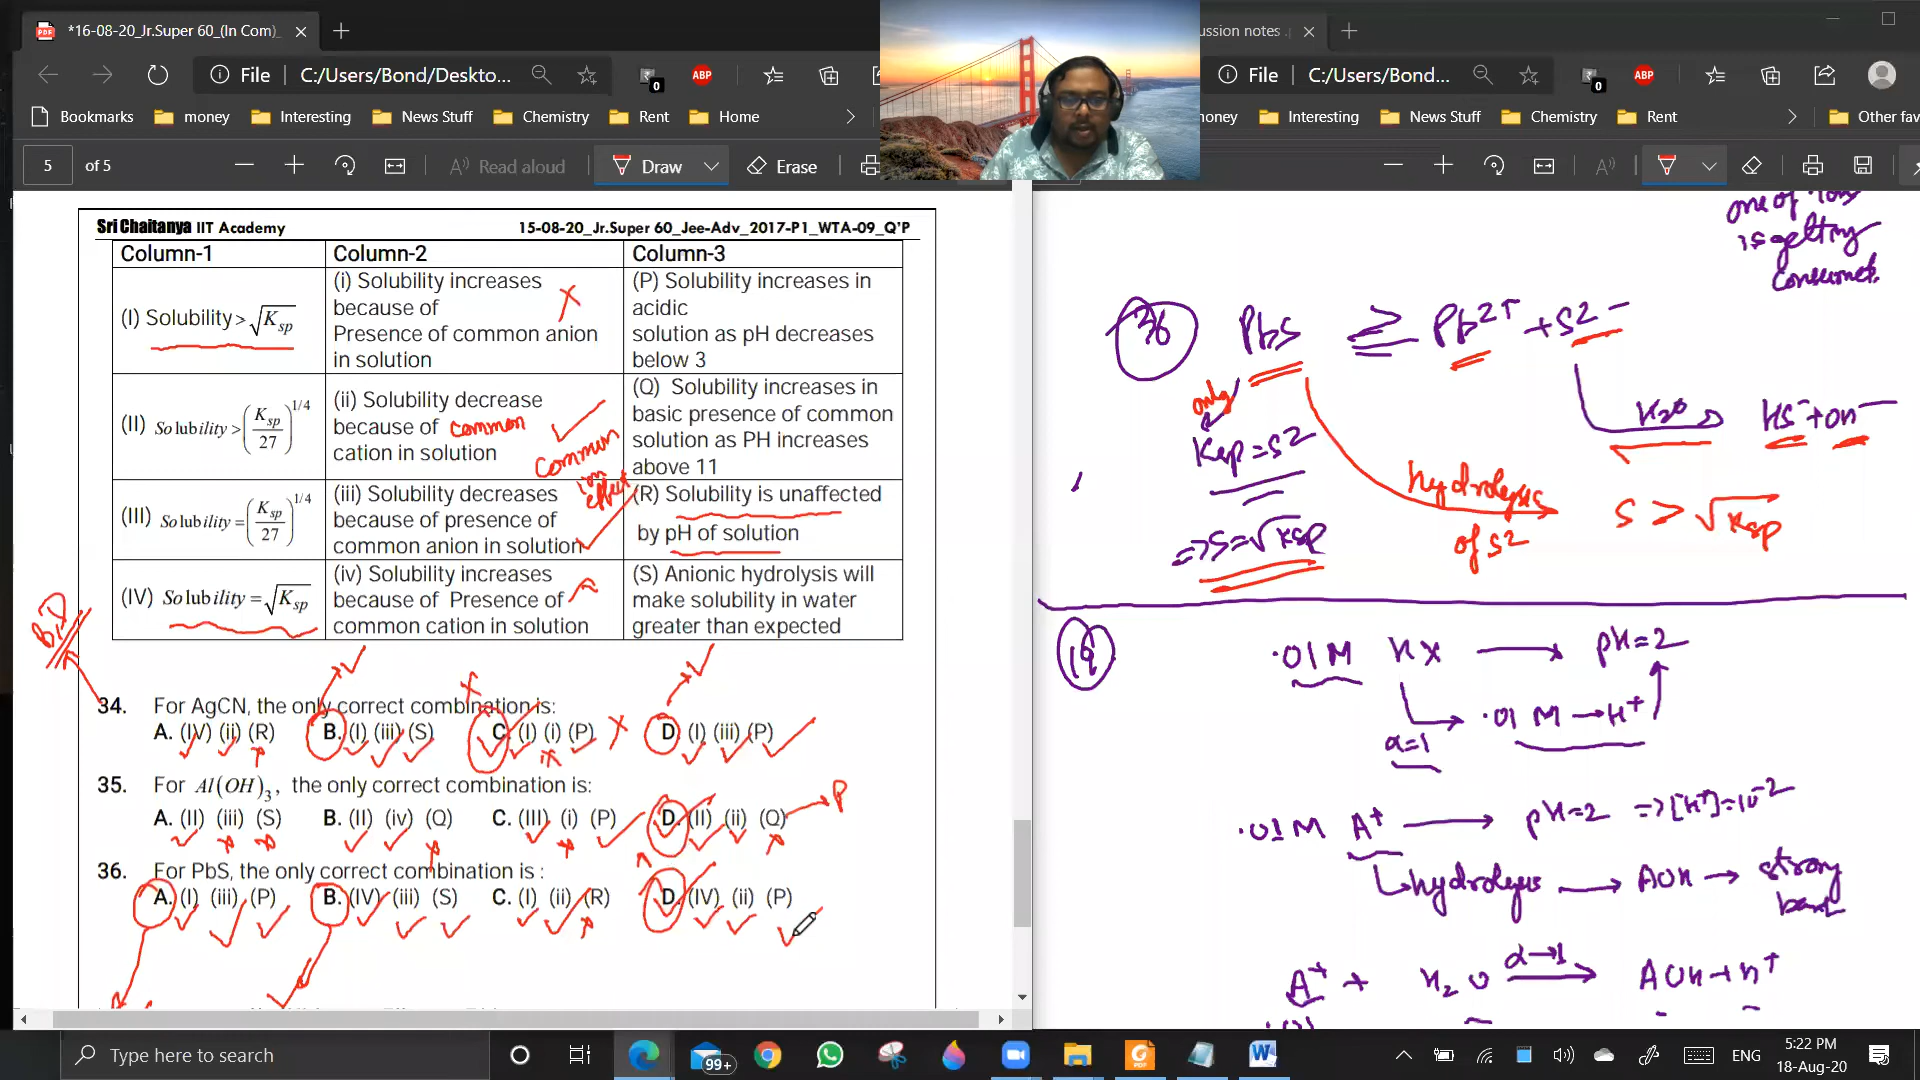 *16-08-20_Jr.Super 60_(In Com)_
ussion notes .
File C:/Users/Bond/Deskto...
ABP
0
File C:/Users/Bond...
ABP
0
Bookmarks money Interesting News Stuff Chemistry Rent Home
oney Interesting News Stuff Chemistry Rent Other fav
5 of 5 Read aloud Draw Erase
Sri Chaitanya IIT Academy 15-08-20_Jr.Super 60_Jee-Adv_2017-P1_WTA-09_Q'P
Column-1 Column-2 Column-3
(I) Solubility > √Ksp
(i) Solubility increases
because of
Presence of common anion
in solution
(P) Solubility increases in
acidic
solution as pH decreases
below 3
(II) Solubility > (Ksp/27)^1/4
(ii) Solubility decrease
because of common
cation in solution
common
ion
effect
(Q) Solubility increases in
basic presence of common
solution as PH increases
above 11
(III) Solubility = (Ksp/27)^1/4
(iii) Solubility decreases
because of presence of
common anion in solution
(R) Solubility is unaffected
by pH of solution
(IV) Solubility = √Ksp
(iv) Solubility increases
because of Presence of
common cation in solution
(S) Anionic hydrolysis will
make solubility in water
greater than expected
B,D
34. For AgCN, the only correct combination is:
A. (IV) (ii) (R) B. (I) (iii) (S) C. (I) (i) (P) D. (I) (iii) (P)
35. For Al(OH)3, the only correct combination is:
A. (II) (iii) (S) B. (II) (iv) (Q) C. (III) (i) (P) D. (II) (ii) (Q) P
36. For PbS, the only correct combination is :
A. (I) (iii) (P) B. (IV) (iii) (S) C. (I) (ii) (R) D. (IV) (ii) (P)
one of ions
is getting
consumed.
36 PbS ⇌ Pb2+ + S2-
H2O HS- + OH-
only
Ksp = s2
=> s = √Ksp
hydrolysis
of S2
s > √Ksp
19 .01 M HX → pH = 2
.01 M → H+
α=1
.01 M A+ → pH = 2 => [H+] = 10-2
hydrolysis → AOH → strong
base
A+ + H2O α→1 AOH + H+
Type here to search
99+
ENG
5:22 PM
18-Aug-20